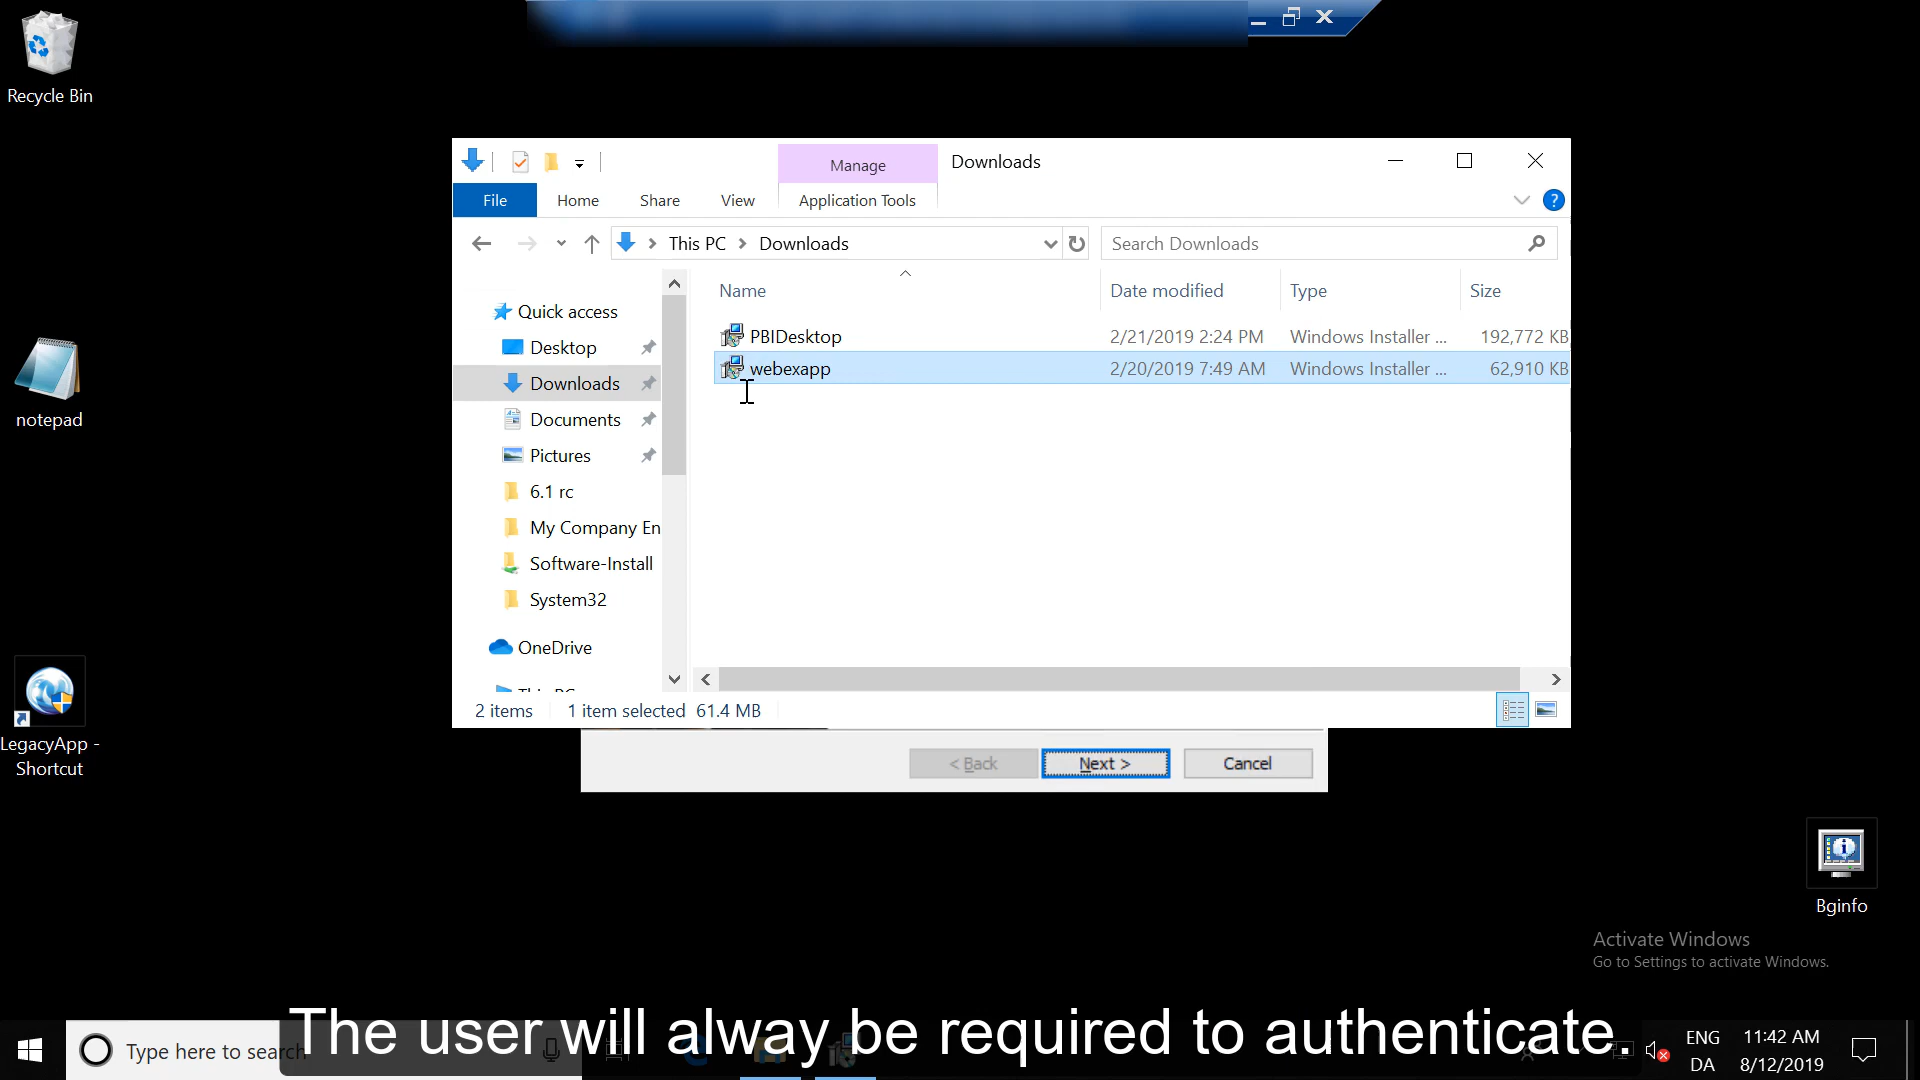 Recycle Bin
notepad
LegacyApp -
Shortcut
Manage
Downloads
File
Home
Share
View
Application Tools
This PC
Downloads
Search Downloads
Name
Date modified
Type
Size
Quick access
Desktop
Downloads
Documents
Pictures
6.1 rc
My Company En
Software-Install
System32
OneDrive
This PC
PBIDesktop
2/21/2019 2:24 PM
Windows Installer ...
192,772 KB
webexapp
2/20/2019 7:49 AM
Windows Installer ...
62,910 KB
2 items
1 item selected
61.4 MB
< Back
Next >
Cancel
Bginfo
Activate Windows
Go to Settings to activate Windows.
The user will alway be required to authenticate
Type here to search
ENG
DA
11:42 AM
8/12/2019